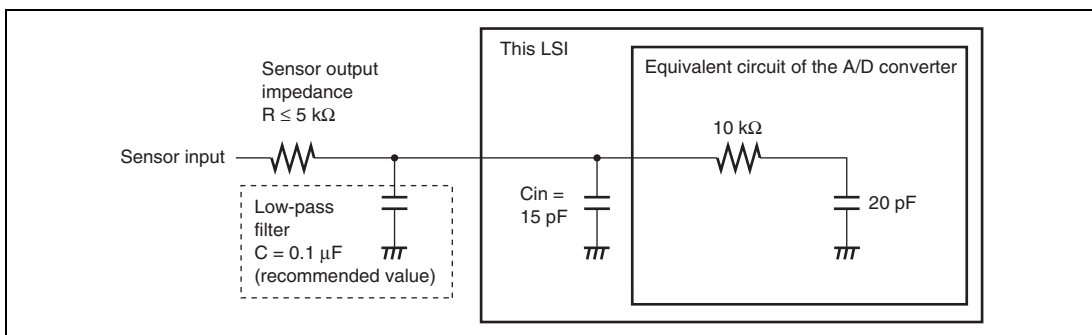 This LSI
Equivalent circuit of the A/D converter
Sensor output
impedance
R ≤ 5 kΩ
10 kΩ
Sensor input
Low-pass
filter
C = 0.1 μF
(recommended value)
Cin =
15 pF
20 pF